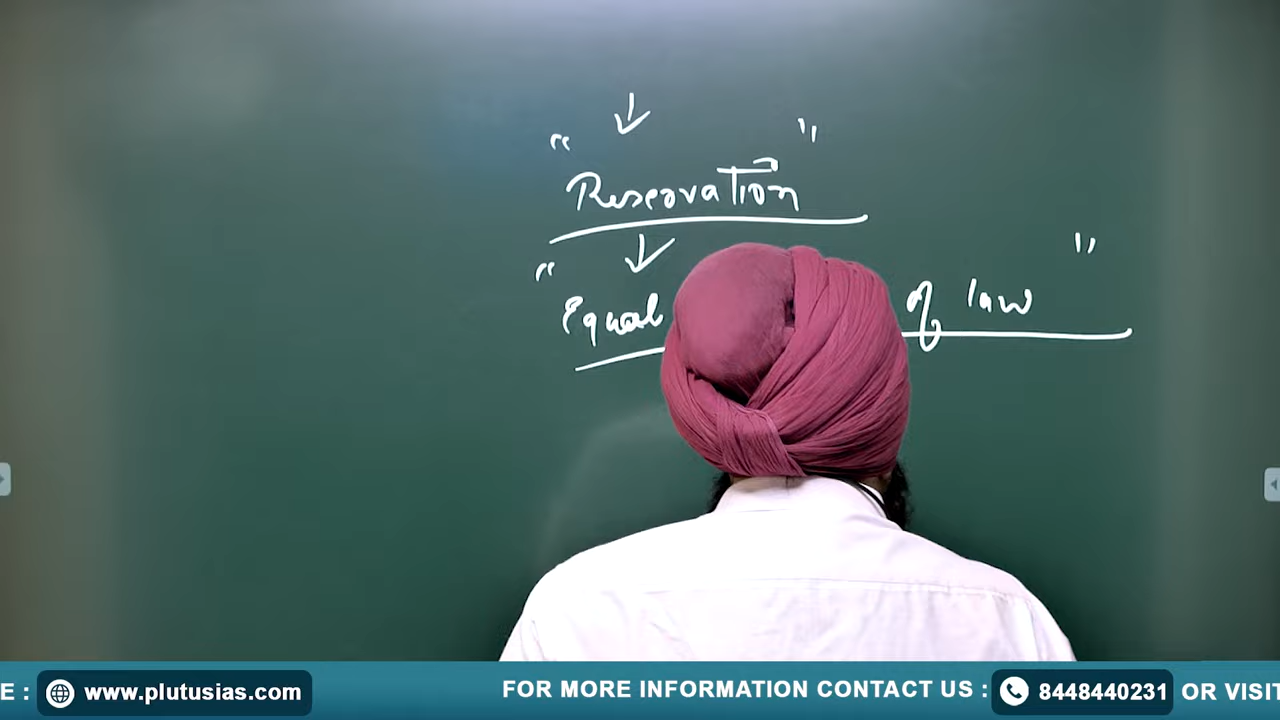 " Reservation "
" Equal of law "
E : www.plutusias.com FOR MORE INFORMATION CONTACT US : 8448440231 OR VISIT